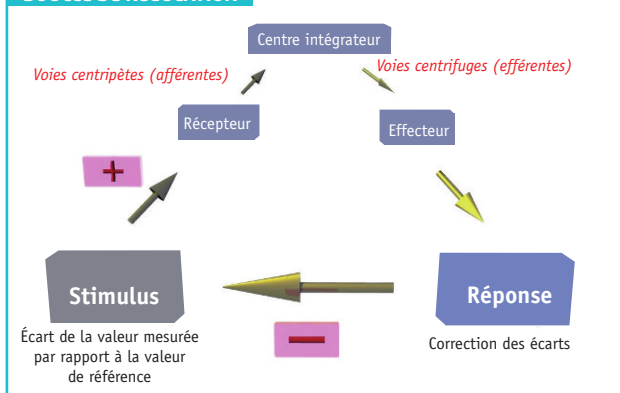 Centre intégrateur
Voies centripètes (afférentes)
Voies centrifuges (efférentes)
Récepteur
Effecteur
+
Stimulus
Réponse
Écart de la valeur mesurée
par rapport à la valeur
de référence
–
Correction des écarts